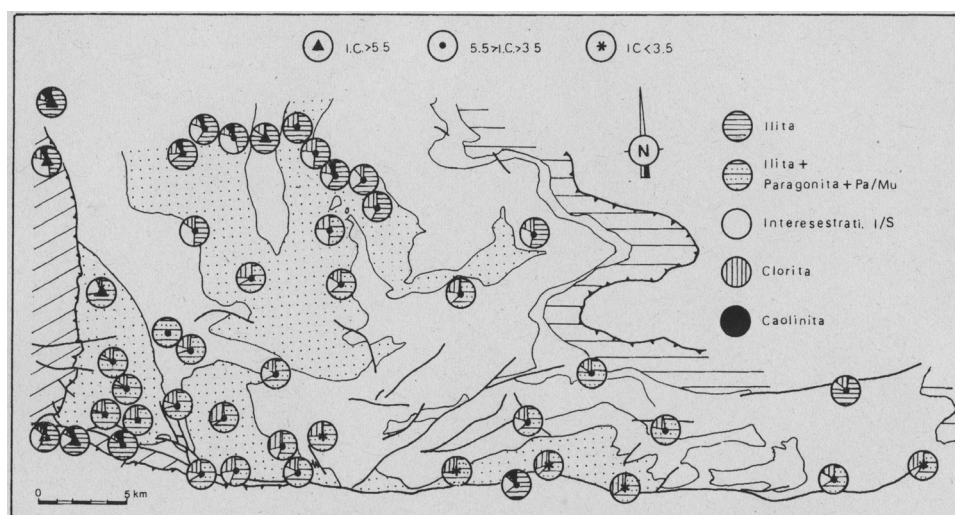 I.C.>5.5
5.5>I.C.>3.5
IC<3.5
N
Ilita
Ilita +
Paragonita + Pa/Mu
Interesestrati. I/S
Clorita
Caolinita
0 5 km